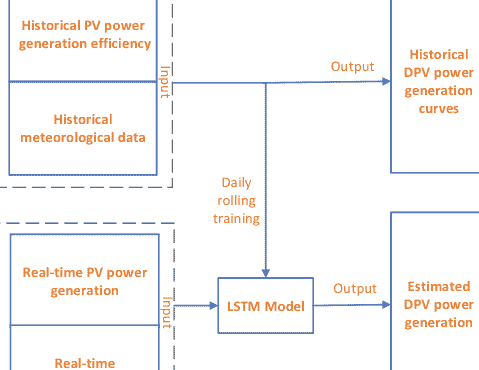 Historical PV power
generation efficiency
Input
Historical
meteorological data
Output
Historical
DPV power
generation
curves
Daily
rolling
training
Real-time PV power
generation
Input
LSTM Model
Output
Estimated
DPV power
generation
Real-time